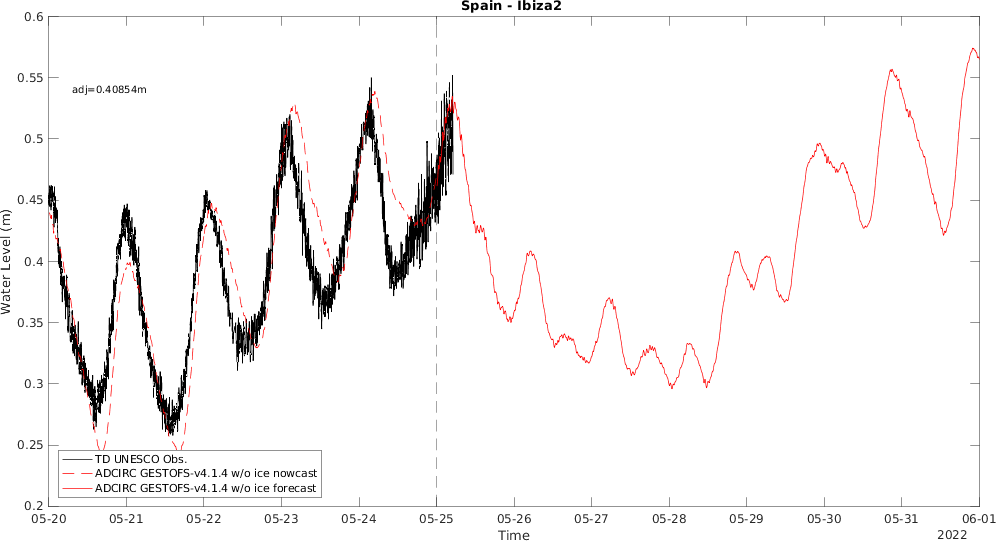 Spain - Ibiza2
0.6
0.55
adj=0.40854m
0.5
0.45
Water Level (m)
0.4
0.35
0.3
0.25
TD UNESCO Obs.
ADCIRC GESTOFS-v4.1.4 w/o ice nowcast
ADCIRC GESTOFS-v4.1.4 w/o ice forecast
0.2
05-20 05-21 05-22 05-23 05-24 05-25 05-26 05-27 05-28 05-29 05-30 05-31 06-01
Time
2022